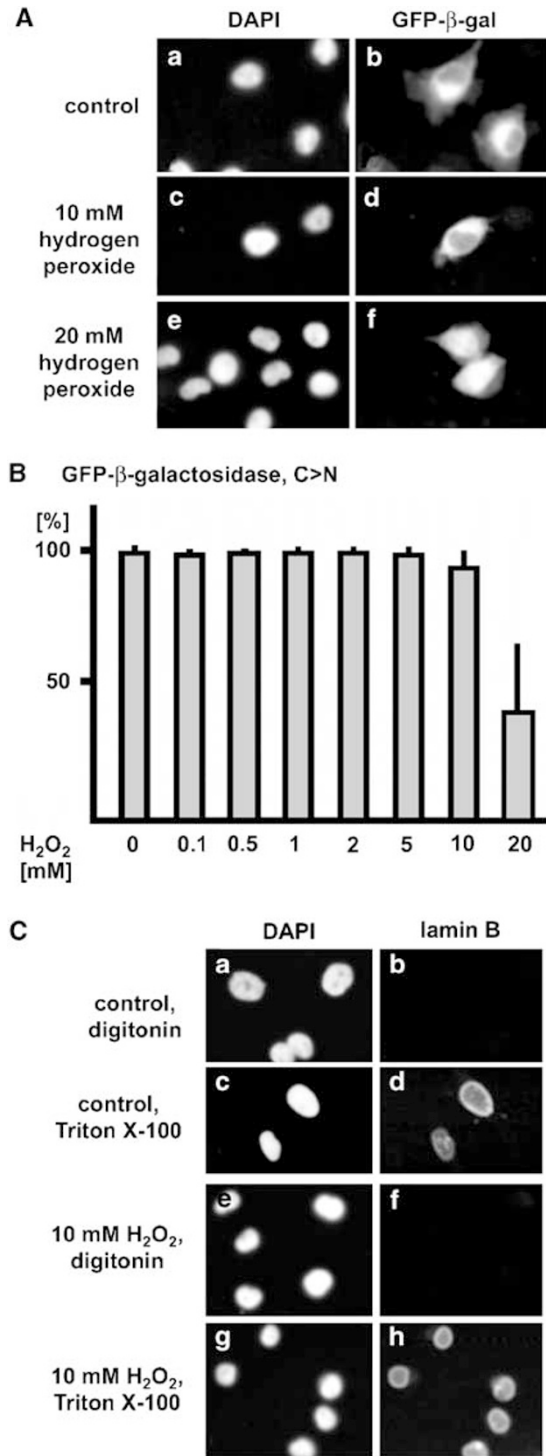 A
DAPI GFP-β-gal
control
a b
10 mM
hydrogen
peroxide
c d
20 mM
hydrogen
peroxide
e f
B GFP-β-galactosidase, C>N
[%]
100
50
H₂O₂
[mM]
0 0.1 0.5 1 2 5 10 20
C
DAPI lamin B
control,
digitonin
a b
control,
Triton X-100
c d
10 mM H₂O₂,
digitonin
e f
10 mM H₂O₂,
Triton X-100
g h